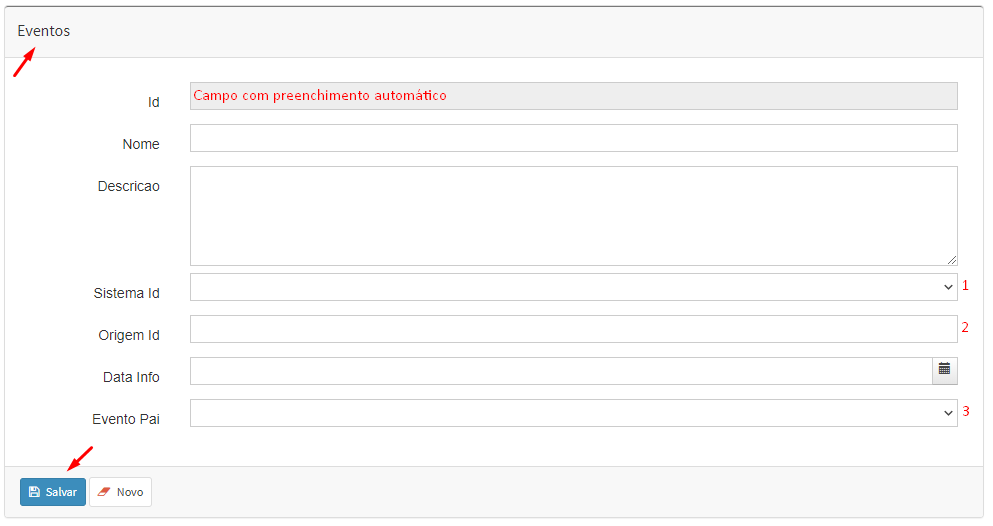 Eventos
Id Campo com preenchimento automático
Nome
Descricao
Sistema Id 1
Origem Id 2
Data Info
Evento Pai 3
Salvar Novo